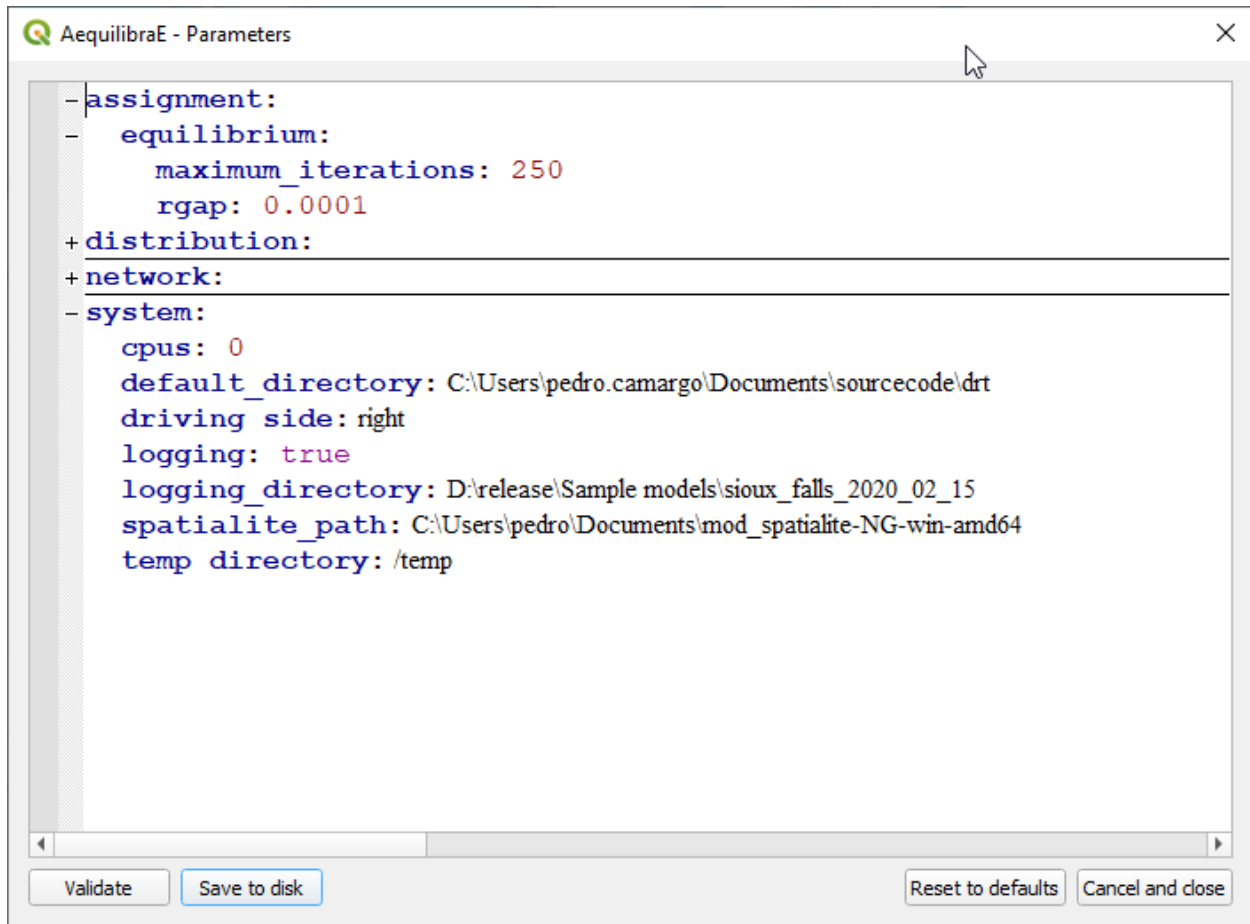 AequilibraE - Parameters
assignment:
equilibrium:
maximum_iterations: 250
rgap: 0.0001
distribution:
network:
system:
cpus: 0
default_directory: C:\Users\pedro.camargo\Documents\sourcecode\drt
driving side: right
logging: true
logging_directory: D:\release\Sample models\sioux_falls_2020_02_15
spatialite_path: C:\Users\pedro\Documents\mod_spatialite-NG-win-amd64
temp directory: /temp
Validate Save to disk Reset to defaults Cancel and close